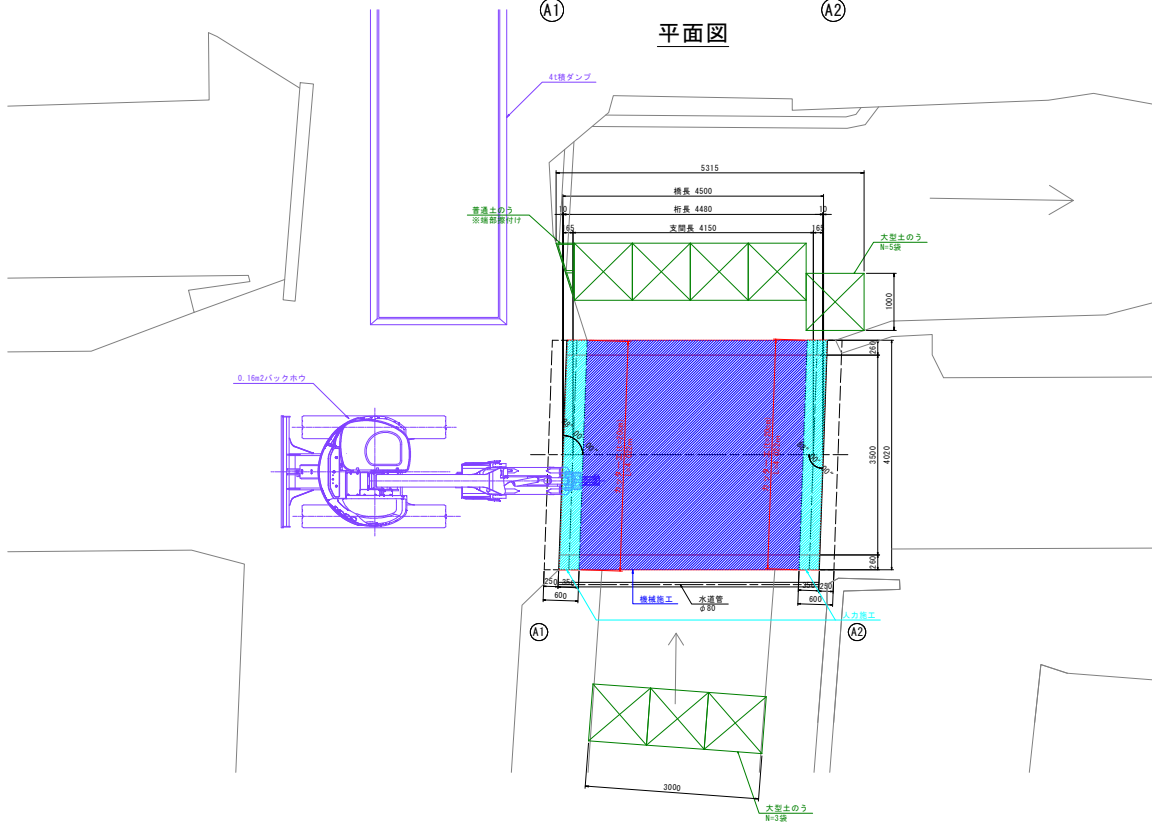 A1
A2
平面図
4t積ダンプ
5315
橋長 4500
10
桁長 4480
10
普通土のう
※端部擦付け
165
支間長 4150
165
大型土のう
N=5袋
1000
260
0.16m2バックホウ
3500
4020
260
250
350
600
機械施工
水道管
φ80
350
250
600
人力施工
A1
A2
3000
大型土のう
N=3袋